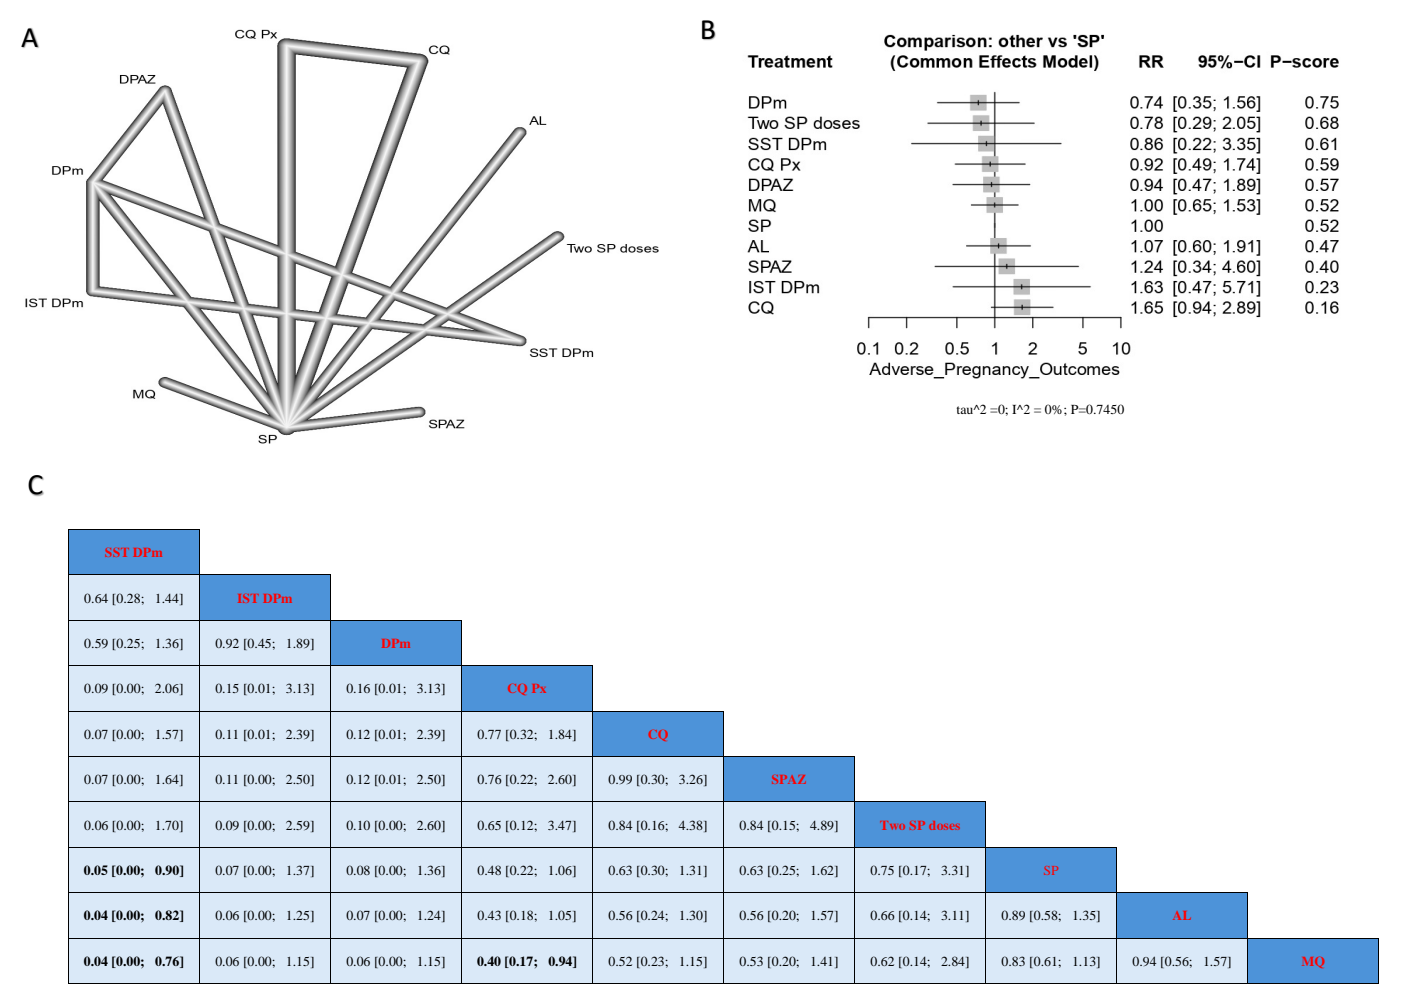 A
CQ Px
CQ
DPAZ
AL
DPm
Two SP doses
IST DPm
SST DPm
MQ
SPAZ
SP
B
Comparison: other vs 'SP'
Treatment (Common Effects Model) RR 95%−CI P−score
DPm 0.74 [0.35; 1.56] 0.75
Two SP doses 0.78 [0.29; 2.05] 0.68
SST DPm 0.86 [0.22; 3.35] 0.61
CQ Px 0.92 [0.49; 1.74] 0.59
DPAZ 0.94 [0.47; 1.89] 0.57
MQ 1.00 [0.65; 1.53] 0.52
SP 1.00 0.52
AL 1.07 [0.60; 1.91] 0.47
SPAZ 1.24 [0.34; 4.60] 0.40
IST DPm 1.63 [0.47; 5.71] 0.23
CQ 1.65 [0.94; 2.89] 0.16
0.1 0.2 0.5 1 2 5 10
Adverse_Pregnancy_Outcomes
tau^2 =0; I^2 = 0%; P=0.7450
C
SST DPm
0.64 [0.28; 1.44] IST DPm
0.59 [0.25; 1.36] 0.92 [0.45; 1.89] DPm
0.09 [0.00; 2.06] 0.15 [0.01; 3.13] 0.16 [0.01; 3.13] CQ Px
0.07 [0.00; 1.57] 0.11 [0.01; 2.39] 0.12 [0.01; 2.39] 0.77 [0.32; 1.84] CQ
0.07 [0.00; 1.64] 0.11 [0.00; 2.50] 0.12 [0.01; 2.50] 0.76 [0.22; 2.60] 0.99 [0.30; 3.26] SPAZ
0.06 [0.00; 1.70] 0.09 [0.00; 2.59] 0.10 [0.00; 2.60] 0.65 [0.12; 3.47] 0.84 [0.16; 4.38] 0.84 [0.15; 4.89] Two SP doses
0.05 [0.00; 0.90] 0.07 [0.00; 1.37] 0.08 [0.00; 1.36] 0.48 [0.22; 1.06] 0.63 [0.30; 1.31] 0.63 [0.25; 1.62] 0.75 [0.17; 3.31] SP
0.04 [0.00; 0.82] 0.06 [0.00; 1.25] 0.07 [0.00; 1.24] 0.43 [0.18; 1.05] 0.56 [0.24; 1.30] 0.56 [0.20; 1.57] 0.66 [0.14; 3.11] 0.89 [0.58; 1.35] AL
0.04 [0.00; 0.76] 0.06 [0.00; 1.15] 0.06 [0.00; 1.15] 0.40 [0.17; 0.94] 0.52 [0.23; 1.15] 0.53 [0.20; 1.41] 0.62 [0.14; 2.84] 0.83 [0.61; 1.13] 0.94 [0.56; 1.57] MQ